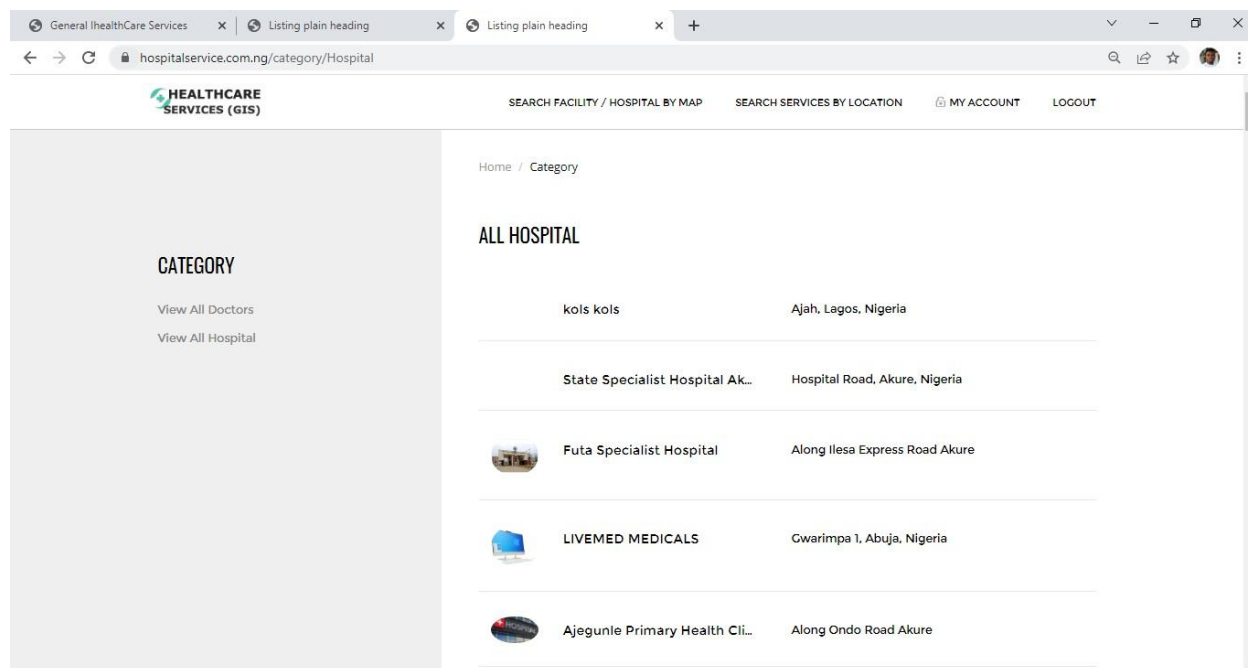 General IhealthCare Services
Listing plain heading
Listing plain heading
hospitalservice.com.ng/category/Hospital
HEALTHCARE
SERVICES (GIS)
SEARCH FACILITY / HOSPITAL BY MAP SEARCH SERVICES BY LOCATION MY ACCOUNT LOGOUT
Home / Category
ALL HOSPITAL
CATEGORY
View All Doctors
View All Hospital
kols kols Ajah, Lagos, Nigeria
State Specialist Hospital Ak... Hospital Road, Akure, Nigeria
Futa Specialist Hospital Along Ilesa Express Road Akure
LIVEMED MEDICALS Gwarimpa 1, Abuja, Nigeria
HOSPITAL
Ajegunle Primary Health Cli... Along Ondo Road Akure